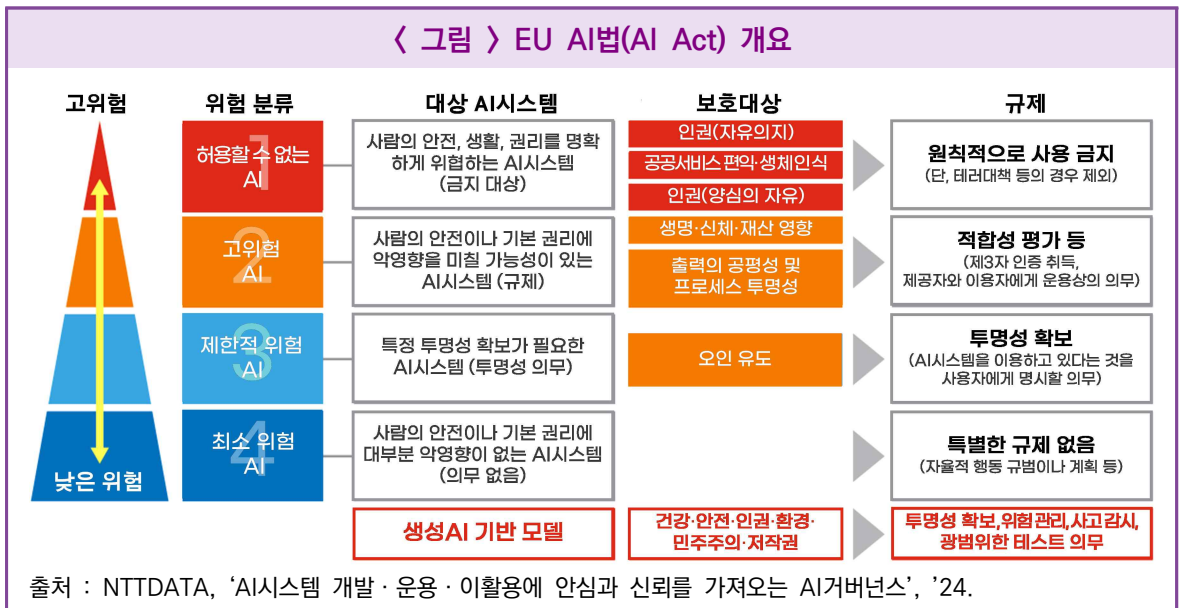 〈 그림 〉 EU AI법(AI Act) 개요
고위험
위험 분류
대상 AI시스템
보호대상
규제
1
허용할 수 없는
AI
사람의 안전, 생활, 권리를 명확
하게 위협하는 AI시스템
(금지 대상)
인권(자유의지)
공공서비스 편익·생체인식
인권(양심의 자유)
원칙적으로 사용 금지
(단, 테러대책 등의 경우 제외)
2
고위험
AI
사람의 안전이나 기본 권리에
악영향을 미칠 가능성이 있는
AI시스템 (규제)
생명·신체·재산 영향
출력의 공평성 및
프로세스 투명성
적합성 평가 등
(제3자 인증 취득,
제공자와 이용자에게 운용상의 의무)
3
제한적 위험
AI
특정 투명성 확보가 필요한
AI시스템 (투명성 의무)
오인 유도
투명성 확보
(AI시스템을 이용하고 있다는 것을
사용자에게 명시할 의무)
4
최소 위험
AI
사람의 안전이나 기본 권리에
대부분 악영향이 없는 AI시스템
(의무 없음)
특별한 규제 없음
(자율적 행동 규범이나 계획 등)
낮은 위험
생성AI 기반 모델
건강·안전·인권·환경·
민주주의·저작권
투명성 확보,위험 관리,사고 감시,
광범위한 테스트 의무
출처 : NTTDATA, ‘AI시스템 개발 · 운용 · 이활용에 안심과 신뢰를 가져오는 AI거버넌스’, ’24.